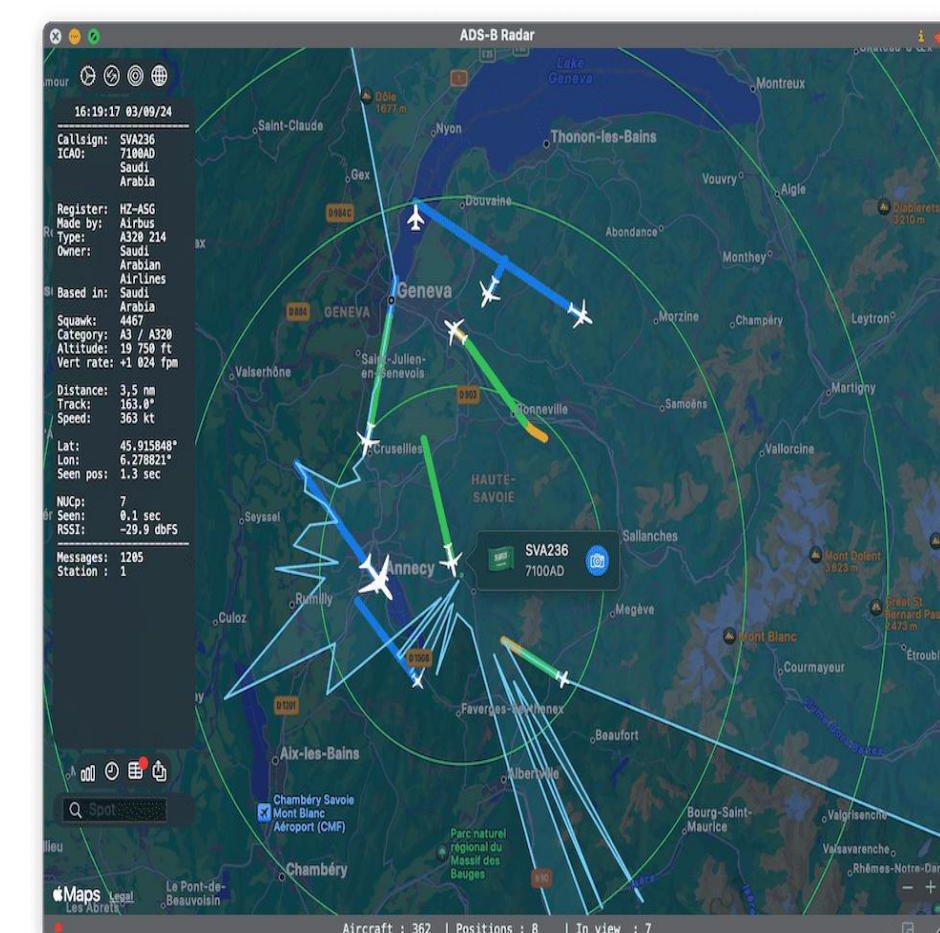 ADS-B Radar
16:19:17 03/09/24
Callsign: SVA236
ICAO: 7100AD
Saudi
Arabia
Register: HZ-ASG
Made by: Airbus
Type: A320 214
Owner: Saudi
Arabian
Airlines
Based in: Saudi
Arabia
Squawk: 4467
Category: A3 / A320
Altitude: 19 750 ft
Vert rate: +1 024 fpm
Distance: 3,5 nm
Track: 163.0°
Speed: 363 kt
Lat: 45.915848°
Lon: 6.278821°
Seen pos: 1.3 sec
NUCp: 7
Seen: 0.1 sec
RSSI: -29.9 dbFS
Messages: 1205
Station : 1
Spot
Maps Legal
Lake
Geneva
Montreux
Dôle
1677 m
Saint-Claude
Nyon
Thonon-les-Bains
Gex
Vouvry
Aigle
Douvaine
D984C
Diablerets
3210 m
Abondance
Monthey
Geneva
GENEVA
D884
Morzine
Champéry
Leytron
Saint-Julien-
en-Genevois
Valserhône
Martigny
D903
Bonneville
Samoëns
Cruseilles
Vallorcine
HAUTE-
SAVOIE
Seyssel
Sallanches
SVA236
7100AD
Mont Dolent
3823 m
Annecy
Rumilly
Megève
Great St
Bernard Pas
2473 m
Culoz
Mont Blanc
Étroubl
D1508
Courmayeur
D1201
Faverges-Seythenex
Beaufort
Aix-les-Bains
Albertville
Chambéry Savoie
Mont Blanc
Aéroport (CMF)
Bourg-Saint-
Maurice
Valgrisenche
Parc naturel
régional du
Massif des
Bauges
Valsavarenche
Rhêmes-Notre-Dam
Chambéry
N90
Isère
Le Pont-de-
Beauvoisin
Les Abrets
Aircraft : 362 | Positions : 8 | In view : 7